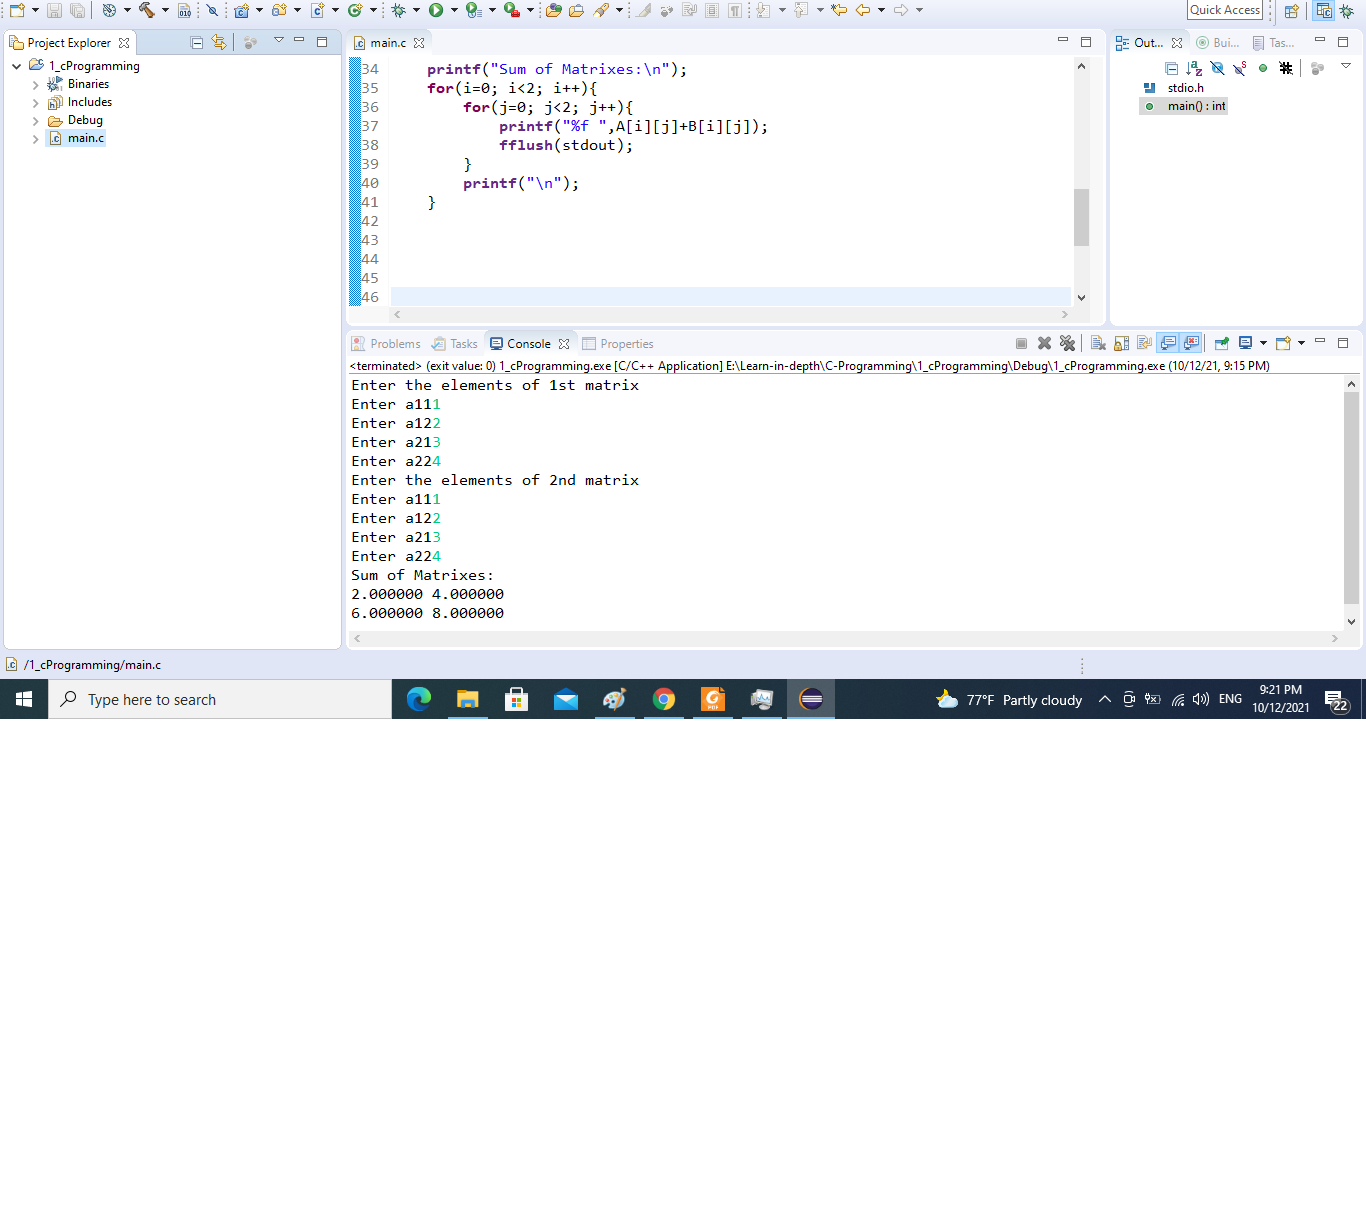 Quick Access
Project Explorer
1_cProgramming
Binaries
Includes
Debug
main.c
main.c
34 printf("Sum of Matrixes:\n");
35 for(i=0; i<2; i++){
36 for(j=0; j<2; j++){
37 printf("%f ",A[i][j]+B[i][j]);
38 fflush(stdout);
39 }
40 printf("\n");
41 }
42
43
44
45
46
Out... Bui... Tas...
stdio.h
main() : int
Problems Tasks Console Properties
<terminated> (exit value: 0) 1_cProgramming.exe [C/C++ Application] E:\Learn-in-depth\C-Programming\1_cProgramming\Debug\1_cProgramming.exe (10/12/21, 9:15 PM)
Enter the elements of 1st matrix
Enter a111
Enter a122
Enter a213
Enter a224
Enter the elements of 2nd matrix
Enter a111
Enter a122
Enter a213
Enter a224
Sum of Matrixes:
2.000000 4.000000
6.000000 8.000000
/1_cProgramming/main.c
Type here to search
77°F Partly cloudy
ENG
9:21 PM
10/12/2021
22